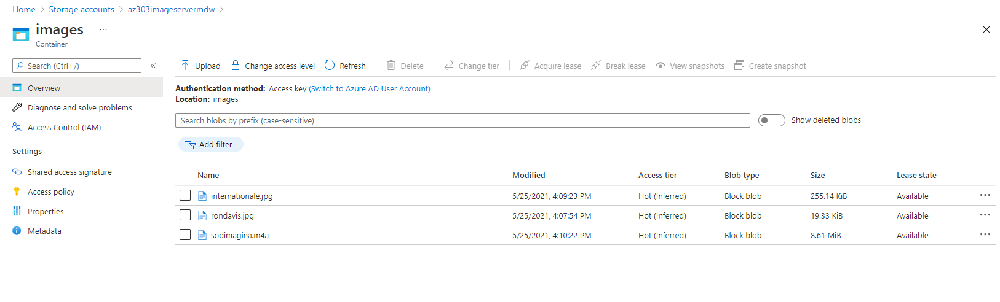 Home > Storage accounts > az303imageservermdw >
images ...
Container
Search (Ctrl+/) «
Upload Change access level Refresh Delete Change tier Acquire lease Break lease View snapshots Create snapshot
Overview
Diagnose and solve problems
Access Control (IAM)
Settings
Shared access signature
Access policy
Properties
Metadata
Authentication method: Access key (Switch to Azure AD User Account)
Location: images
Search blobs by prefix (case-sensitive) Show deleted blobs
Add filter
Name Modified Access tier Blob type Size Lease state
internationale.jpg 5/25/2021, 4:09:23 PM Hot (Inferred) Block blob 255.14 KiB Available ...
rondavis.jpg 5/25/2021, 4:07:54 PM Hot (Inferred) Block blob 19.33 KiB Available ...
sodimagina.m4a 5/25/2021, 4:10:22 PM Hot (Inferred) Block blob 8.61 MiB Available ...